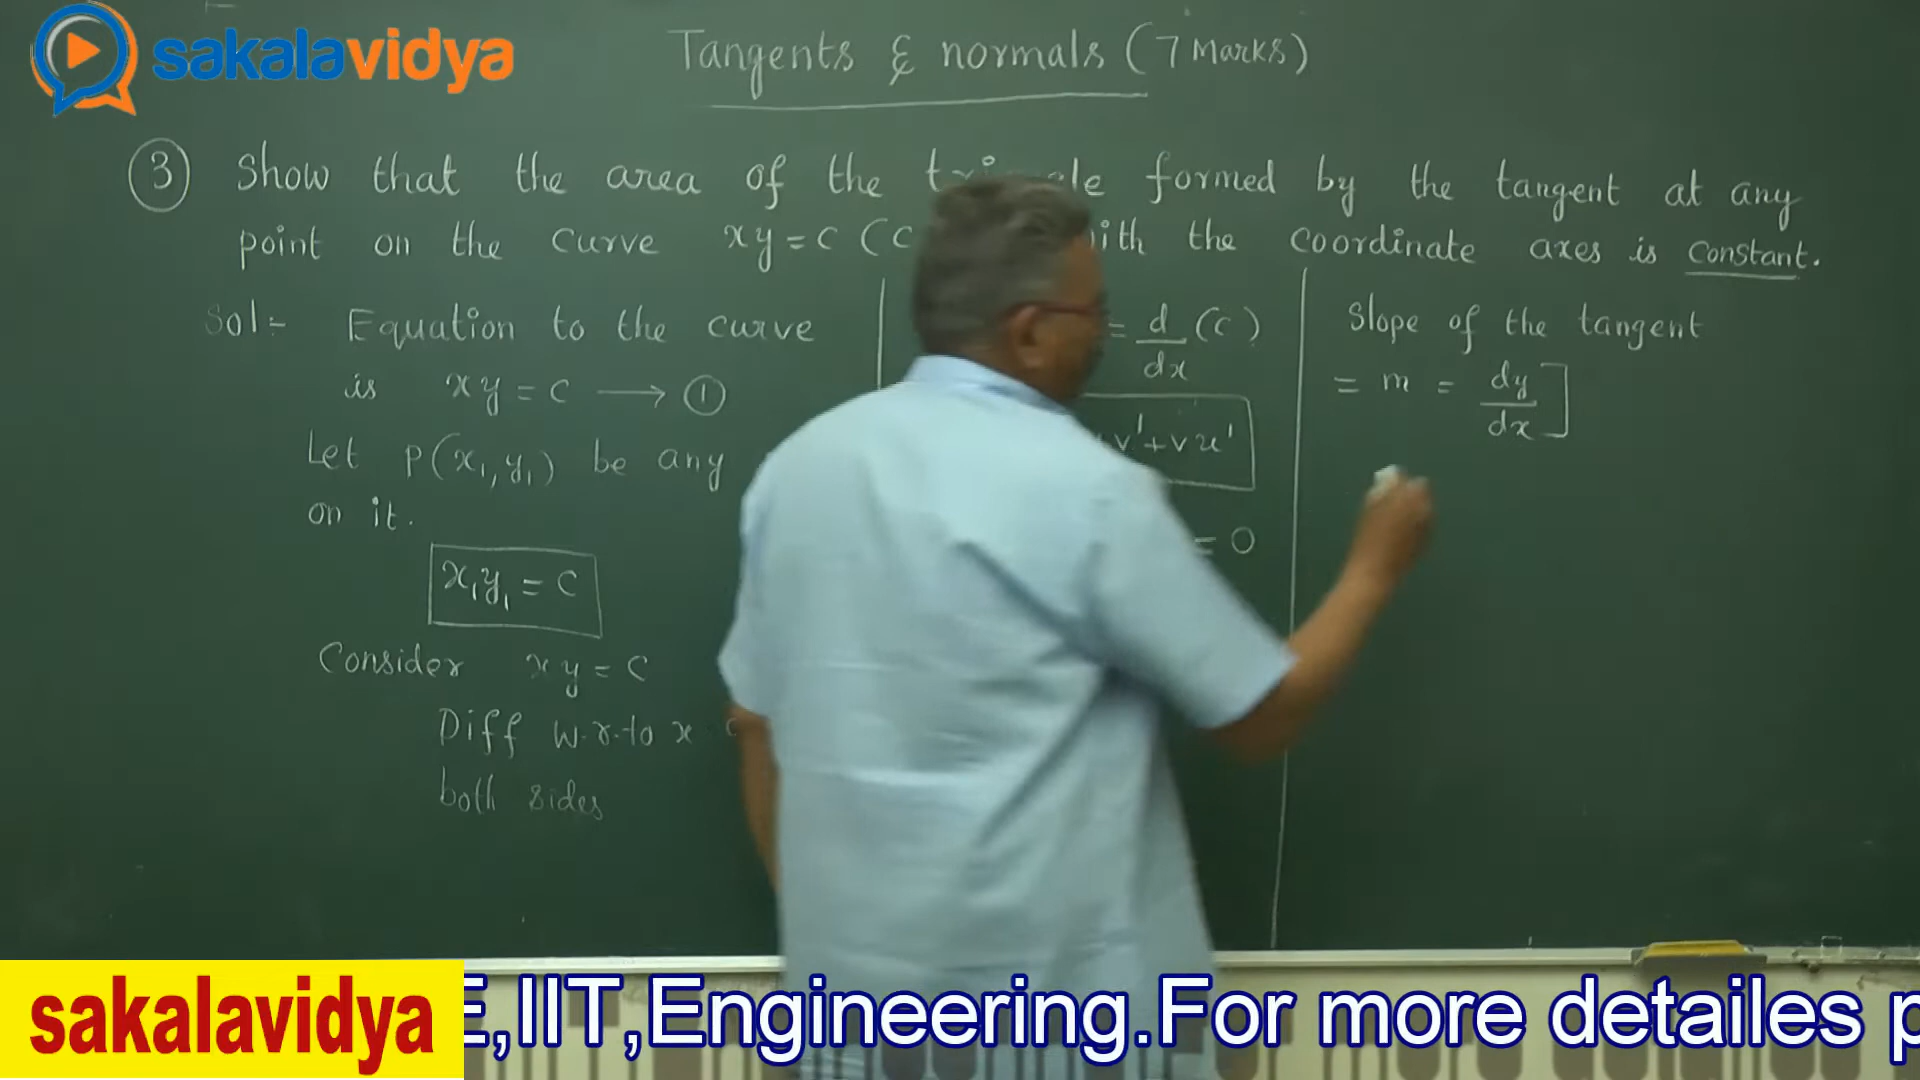 sakalavidya
Tangents & normals (7 Marks)
③ Show that the area of the formed by the tangent at any
point on the curve xy = c (c with the coordinate axes is constant.
Sol:- Equation to the curve
is xy = c ⟶ ①
Let P(x₁, y₁) be any
on it.
x₁y₁ = c
Consider xy = c
Diff w.r.to x
both sides
= d/dx (c)
v' + v u'
= 0
Slope of the tangent
= m = dy/dx ]
sakalavidya E,IIT,Engineering.For more detailes p